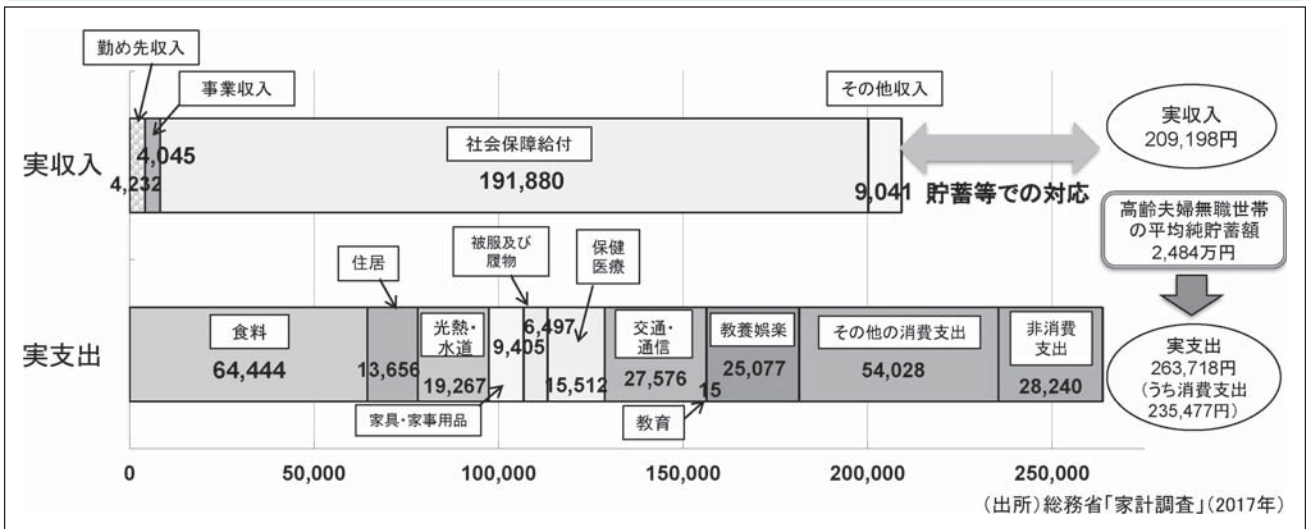 勤め先収入
事業収入
その他収入
実収入
4,232
4,045
社会保障給付
191,880
9,041
貯蓄等での対応
実収入
209,198円
高齢夫婦無職世帯
の平均純貯蓄額
2,484万円
住居
被服及び
履物
保健
医療
実支出
食料
64,444
13,656
光熱・
水道
19,267
9,405
6,497
15,512
交通・
通信
27,576
15
教養娯楽
25,077
その他の消費支出
54,028
非消費
支出
28,240
実支出
263,718円
(うち消費支出
235,477円)
家具・家事用品
教育
0
50,000
100,000
150,000
200,000
250,000
(出所)総務省「家計調査」(2017年)